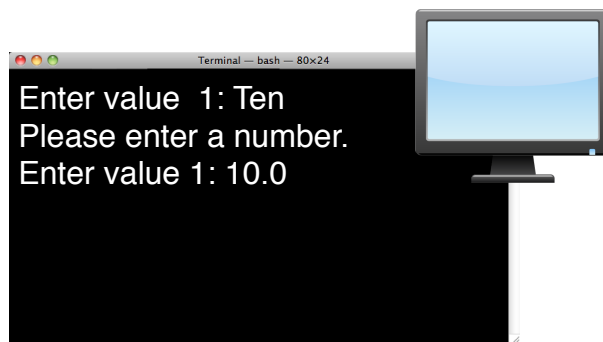 Terminal — bash — 80×24
Enter value  1: Ten
Please enter a number.
Enter value 1: 10.0